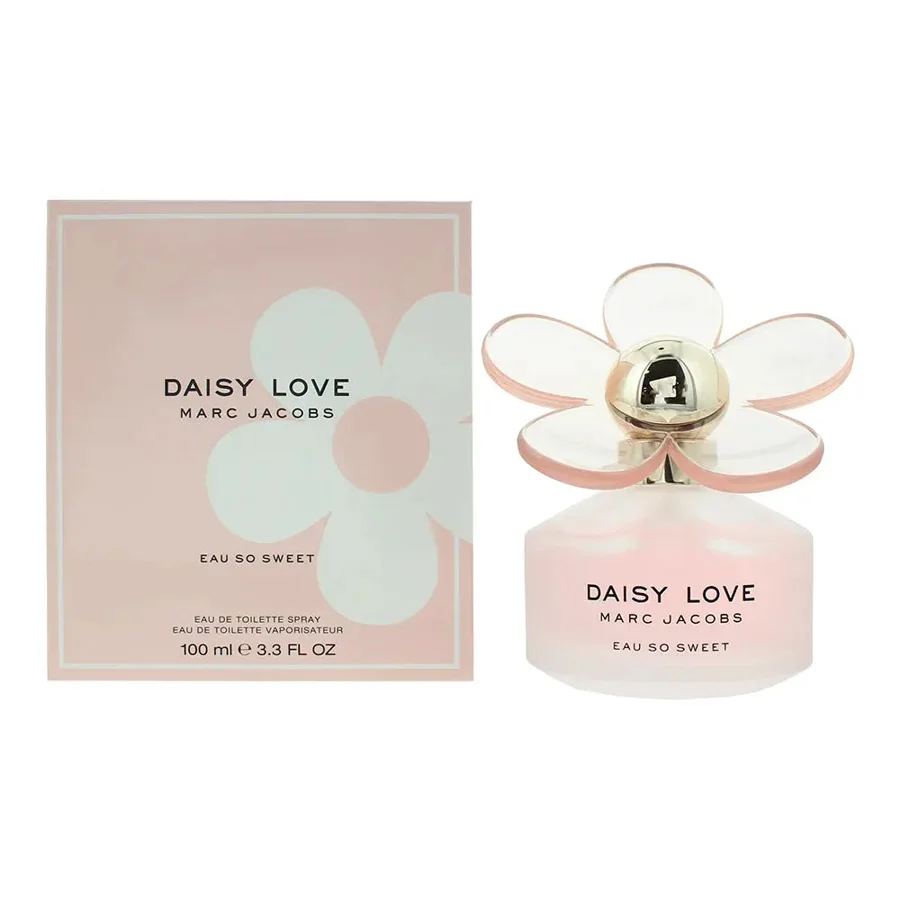 DAISY LOVE
MARC JACOBS
EAU SO SWEET
EAU DE TOILETTE SPRAY
EAU DE TOILETTE VAPORISATEUR
100 ml ℮ 3.3 FL OZ
DAISY LOVE
MARC JACOBS
EAU SO SWEET